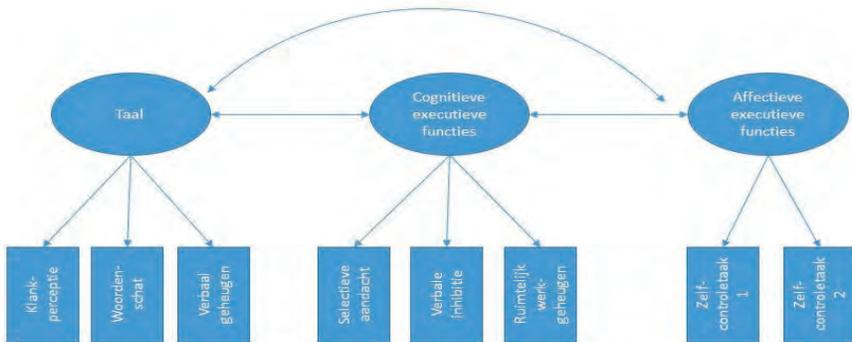 Taal
Cognitieve
executieve
functies
Affectieve
executieve
functies
Klank-
perceptie
Woorden-
schat
Verbaal
geheugen
Selectieve
aandacht
Verbale
inhibitie
Ruimtelijk
werk-
geheugen
Zelf-
controletaak
1
Zelf-
controletaak
2